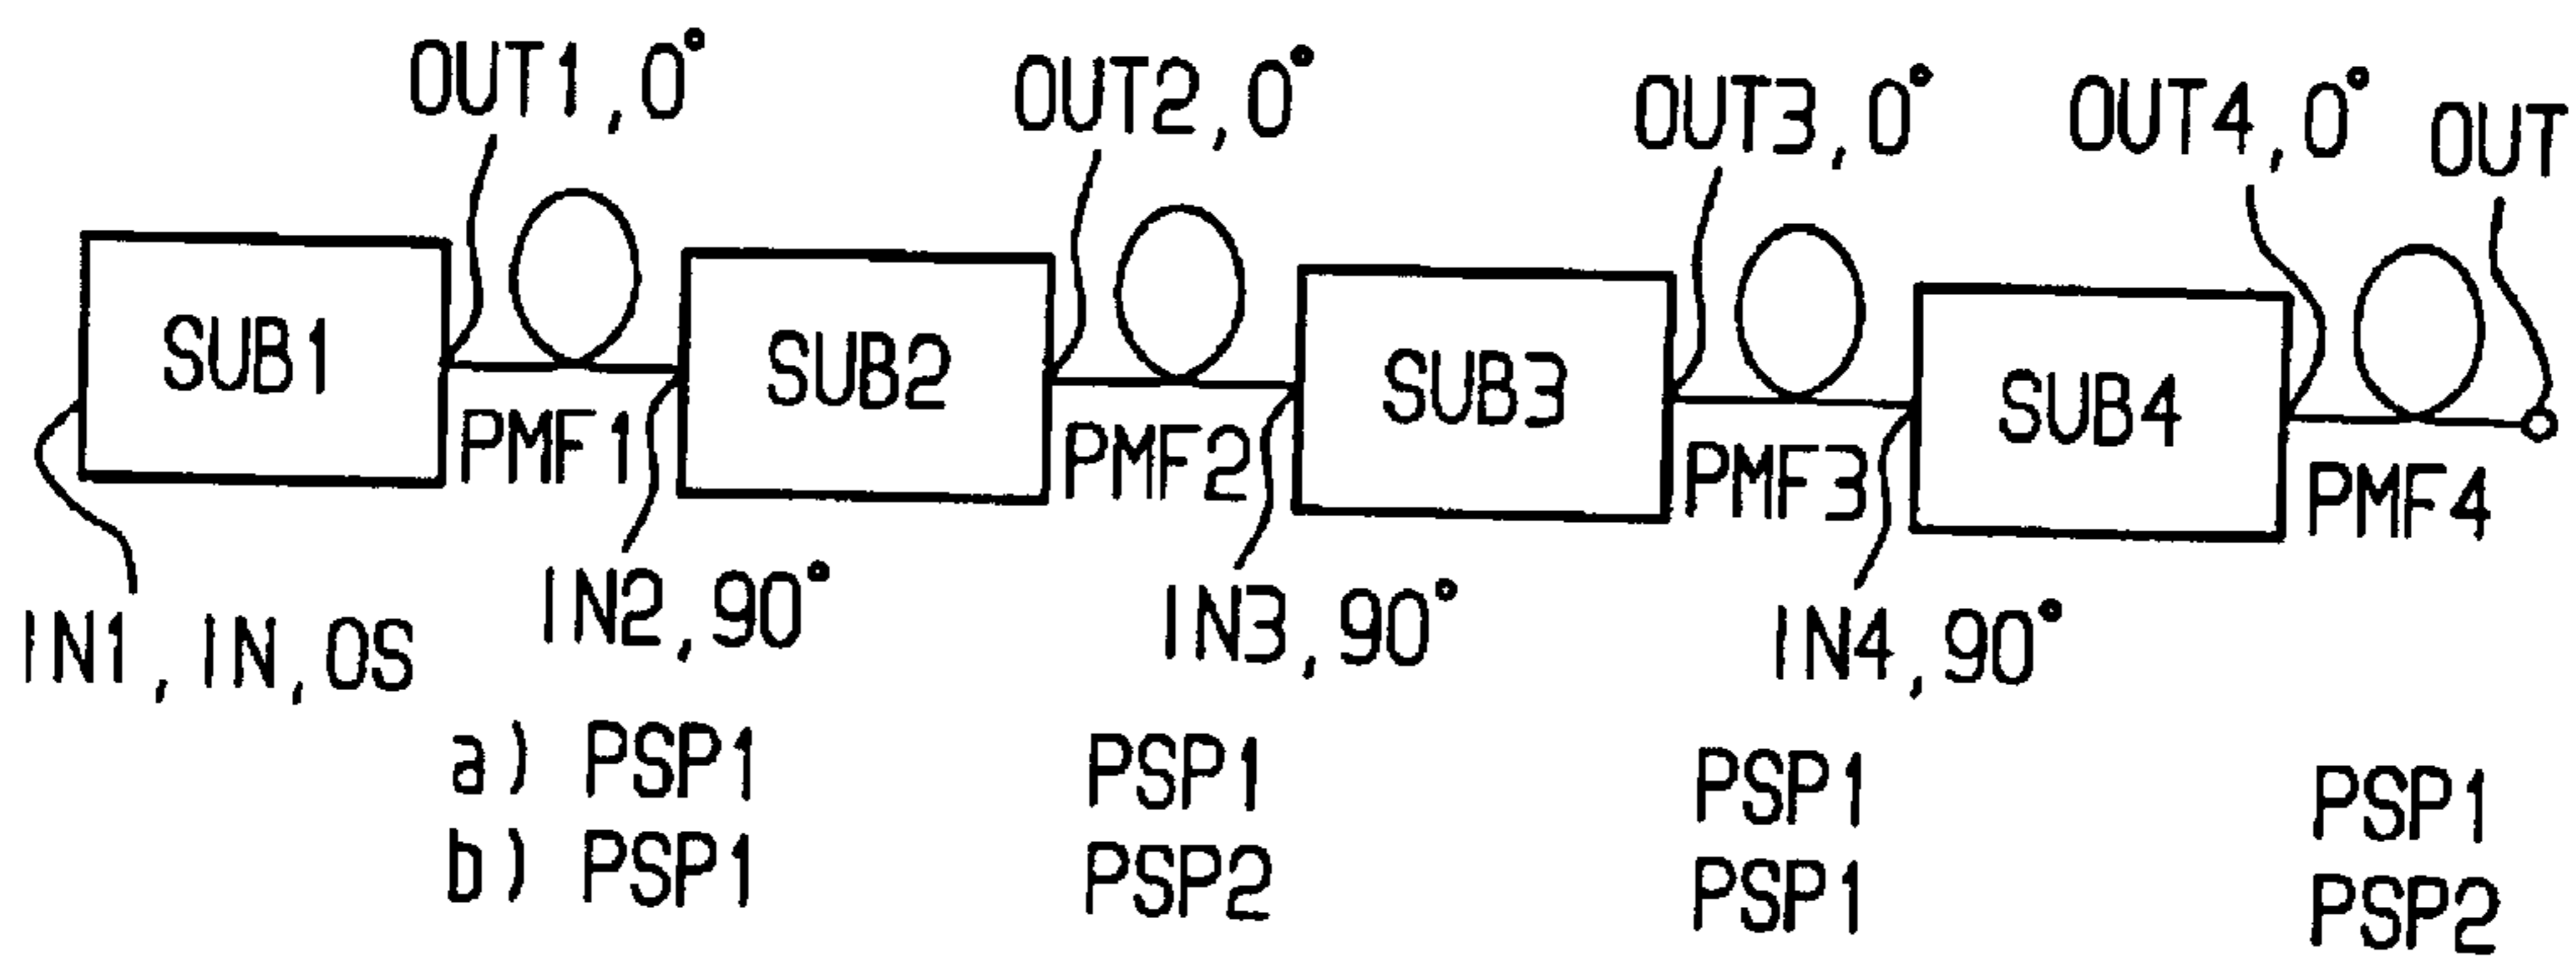 OUT1, 0°
OUT2, 0°
OUT3, 0°
OUT4, 0°
OUT
SUB1
SUB2
SUB3
SUB4
PMF1
PMF2
PMF3
PMF4
IN1, IN, OS
IN2, 90°
IN3, 90°
IN4, 90°
a) PSP1 PSP1 PSP1 PSP1
b) PSP1 PSP2 PSP1 PSP2